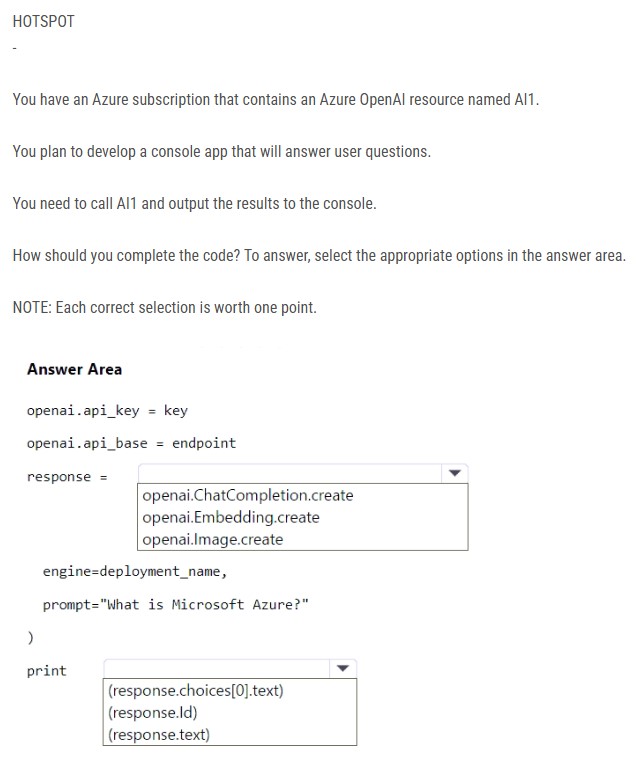 HOTSPOT
-
You have an Azure subscription that contains an Azure OpenAI resource named AI1.
You plan to develop a console app that will answer user questions.
You need to call AI1 and output the results to the console.
How should you complete the code? To answer, select the appropriate options in the answer area.
NOTE: Each correct selection is worth one point.
Answer Area
openai.api_key = key
openai.api_base = endpoint
response =
openai.ChatCompletion.create
openai.Embedding.create
openai.Image.create
engine=deployment_name,
prompt="What is Microsoft Azure?"
)
print
(response.choices[0].text)
(response.Id)
(response.text)